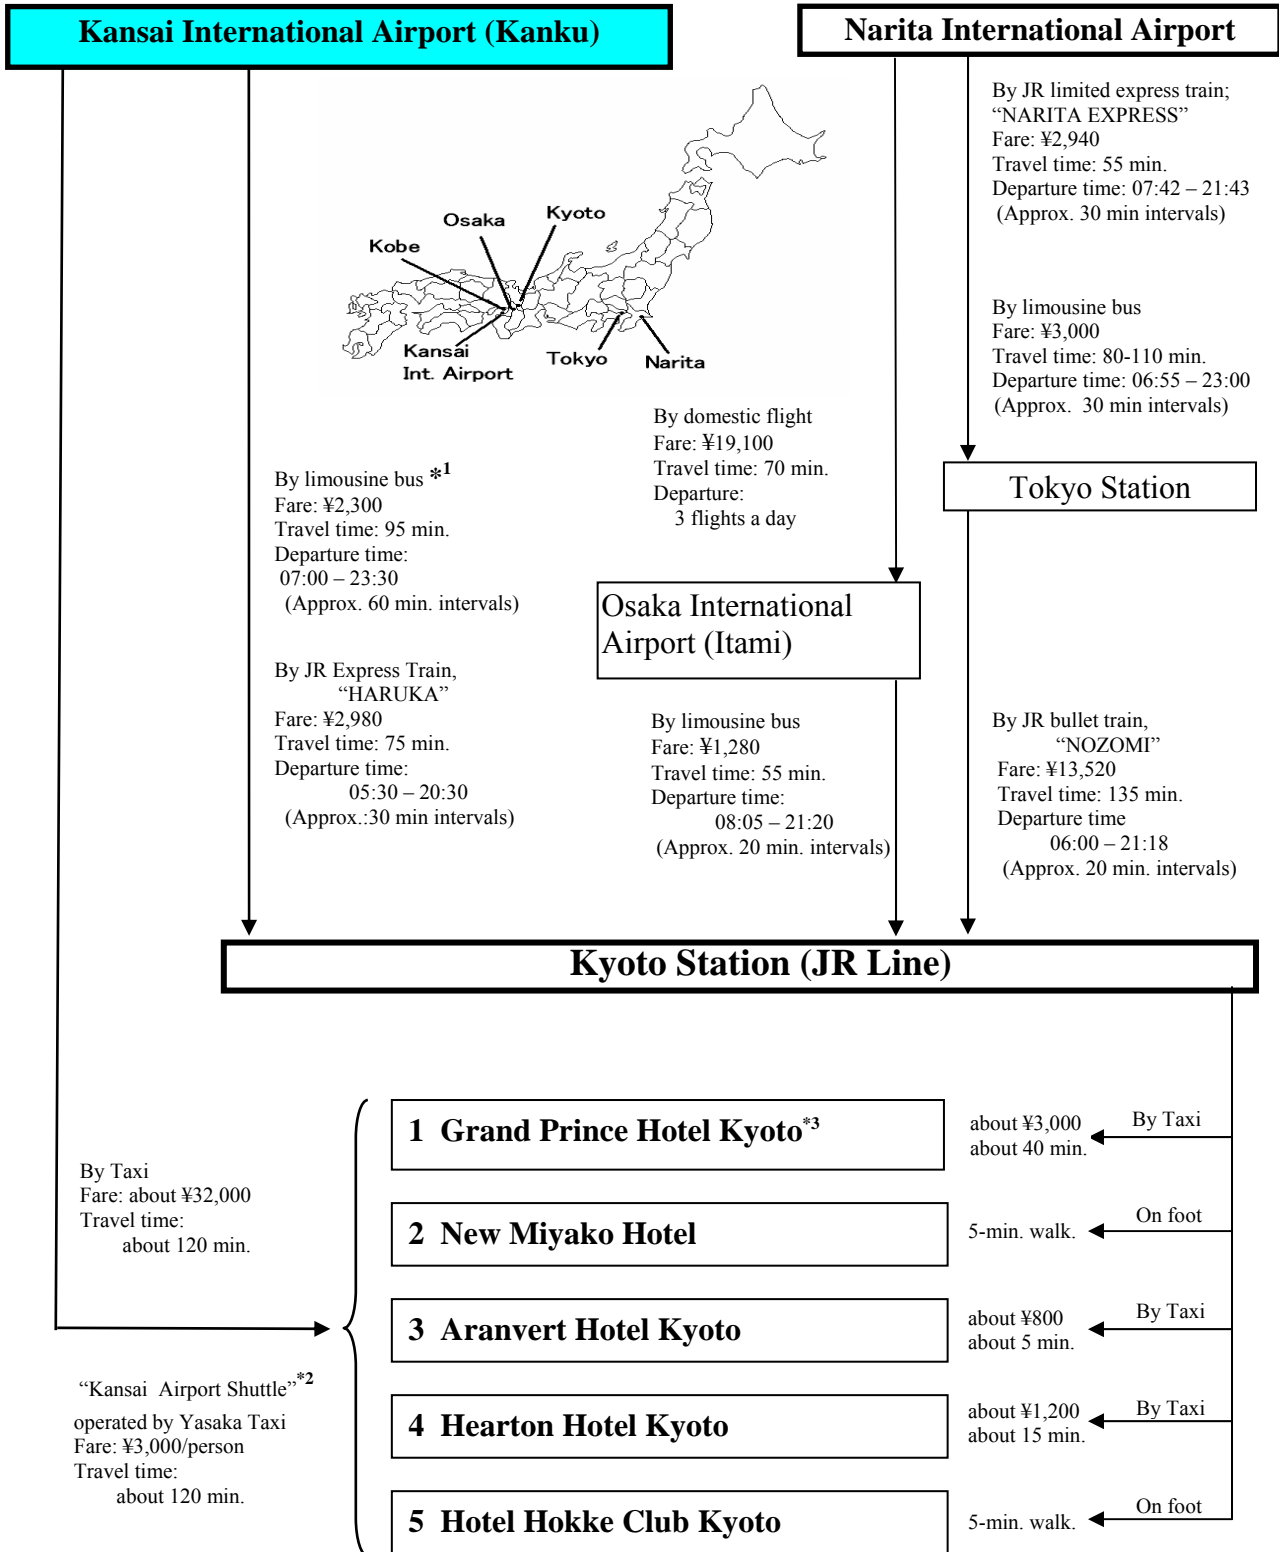 Kansai International Airport (Kanku)
Narita International Airport
By JR limited express train;
“NARITA EXPRESS”
Fare: ¥2,940
Travel time: 55 min.
Departure time: 07:42 – 21:43
(Approx. 30 min intervals)
Osaka
Kyoto
Kobe
Kansai
Int. Airport
Tokyo
Narita
By limousine bus
Fare: ¥3,000
Travel time: 80-110 min.
Departure time: 06:55 – 23:00
(Approx. 30 min intervals)
By domestic flight
Fare: ¥19,100
Travel time: 70 min.
Departure:
3 flights a day
By limousine bus *1
Fare: ¥2,300
Travel time: 95 min.
Departure time:
07:00 – 23:30
(Approx. 60 min. intervals)
Tokyo Station
Osaka International
Airport (Itami)
By JR Express Train,
“HARUKA”
Fare: ¥2,980
Travel time: 75 min.
Departure time:
05:30 – 20:30
(Approx.:30 min intervals)
By limousine bus
Fare: ¥1,280
Travel time: 55 min.
Departure time:
08:05 – 21:20
(Approx. 20 min. intervals)
By JR bullet train,
“NOZOMI”
Fare: ¥13,520
Travel time: 135 min.
Departure time
06:00 – 21:18
(Approx. 20 min. intervals)
Kyoto Station (JR Line)
By Taxi
Fare: about ¥32,000
Travel time:
about 120 min.
“Kansai Airport Shuttle”*2
operated by Yasaka Taxi
Fare: ¥3,000/person
Travel time:
about 120 min.
1 Grand Prince Hotel Kyoto*3
about ¥3,000
about 40 min.
By Taxi
2 New Miyako Hotel
5-min. walk.
On foot
3 Aranvert Hotel Kyoto
about ¥800
about 5 min.
By Taxi
4 Hearton Hotel Kyoto
about ¥1,200
about 15 min.
By Taxi
5 Hotel Hokke Club Kyoto
5-min. walk.
On foot